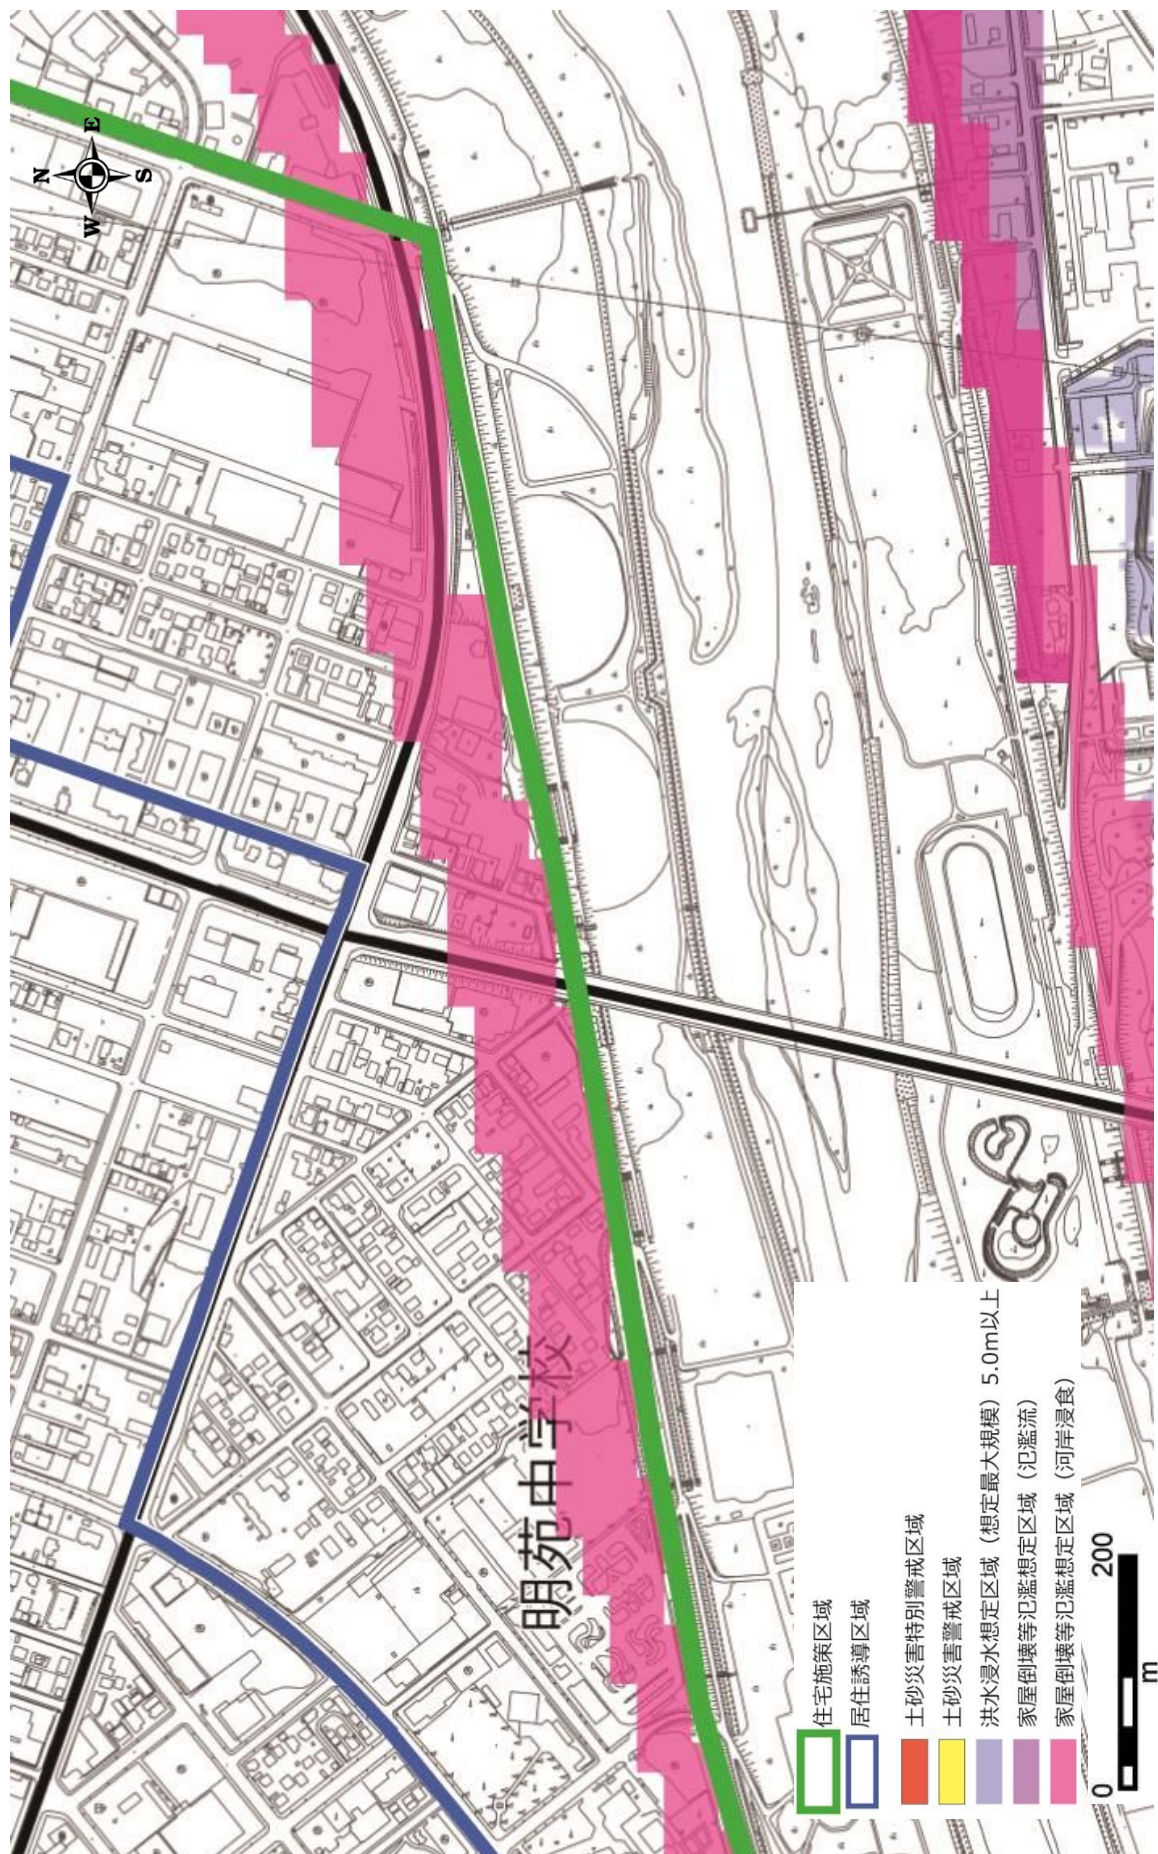 N
E
W
S
明苑中学校
住宅施策区域
居住誘導区域
土砂災害特別警戒区域
土砂災害警戒区域
洪水浸水想定区域（想定最大規模）5.0m以上
家屋倒壊等氾濫想定区域（氾濫流）
家屋倒壊等氾濫想定区域（河岸浸食）
0 200
m